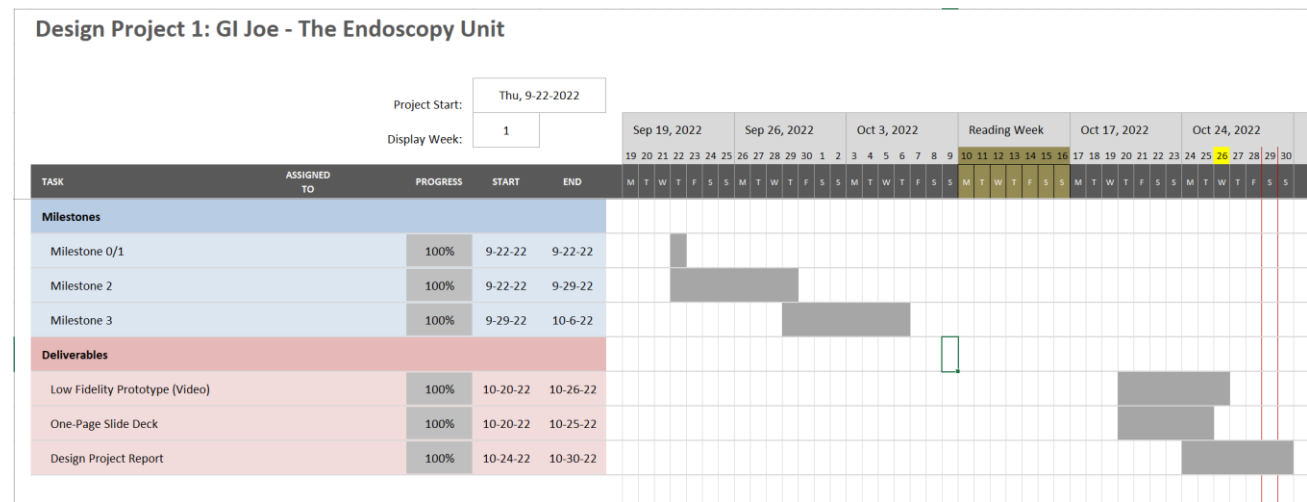 Design Project 1: GI Joe - The Endoscopy Unit
Project Start: Thu, 9-22-2022
Display Week: 1
Sep 19, 2022 Sep 26, 2022 Oct 3, 2022 Reading Week Oct 17, 2022 Oct 24, 2022
19 20 21 22 23 24 25 26 27 28 29 30 1 2 3 4 5 6 7 8 9 10 11 12 13 14 15 16 17 18 19 20 21 22 23 24 25 26 27 28 29 30
TASK ASSIGNED TO PROGRESS START END M T W T F S S M T W T F S S M T W T F S S M T W T F S S M T W T F S S M T W T F S S
Milestones
Milestone 0/1 100% 9-22-22 9-22-22
Milestone 2 100% 9-22-22 9-29-22
Milestone 3 100% 9-29-22 10-6-22
Deliverables
Low Fidelity Prototype (Video) 100% 10-20-22 10-26-22
One-Page Slide Deck 100% 10-20-22 10-25-22
Design Project Report 100% 10-24-22 10-30-22